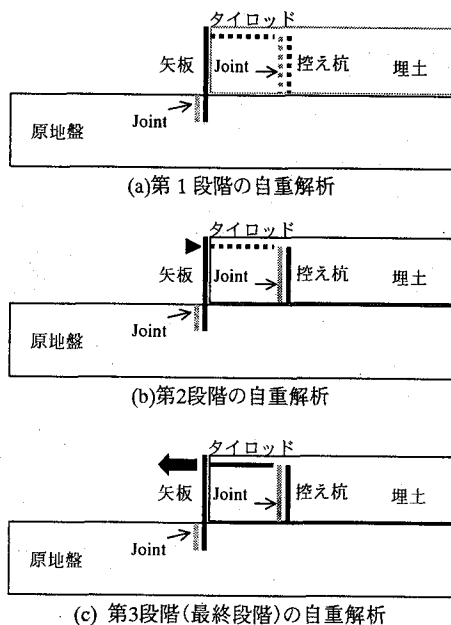 タイロッド
矢板 Joint 控え杭 埋土
Joint
原地盤
(a)第1段階の自重解析
タイロッド
矢板 Joint 控え杭 埋土
Joint
原地盤
(b)第2段階の自重解析
タイロッド
矢板 Joint 控え杭 埋土
Joint
原地盤
(c) 第3段階(最終段階)の自重解析